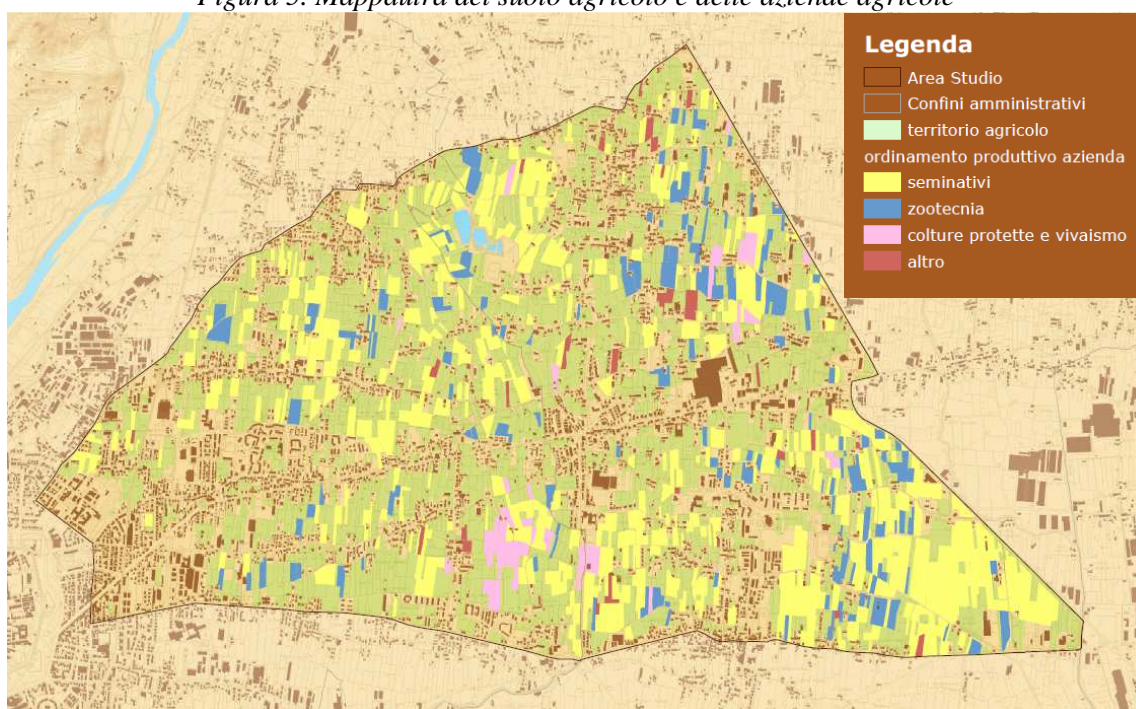 Figura 3. Mappatura del suolo agricolo e delle aziende agricole
Legenda
Area Studio
Confini amministrativi
territorio agricolo
ordinamento produttivo azienda
seminativi
zootecnia
colture protette e vivaismo
altro